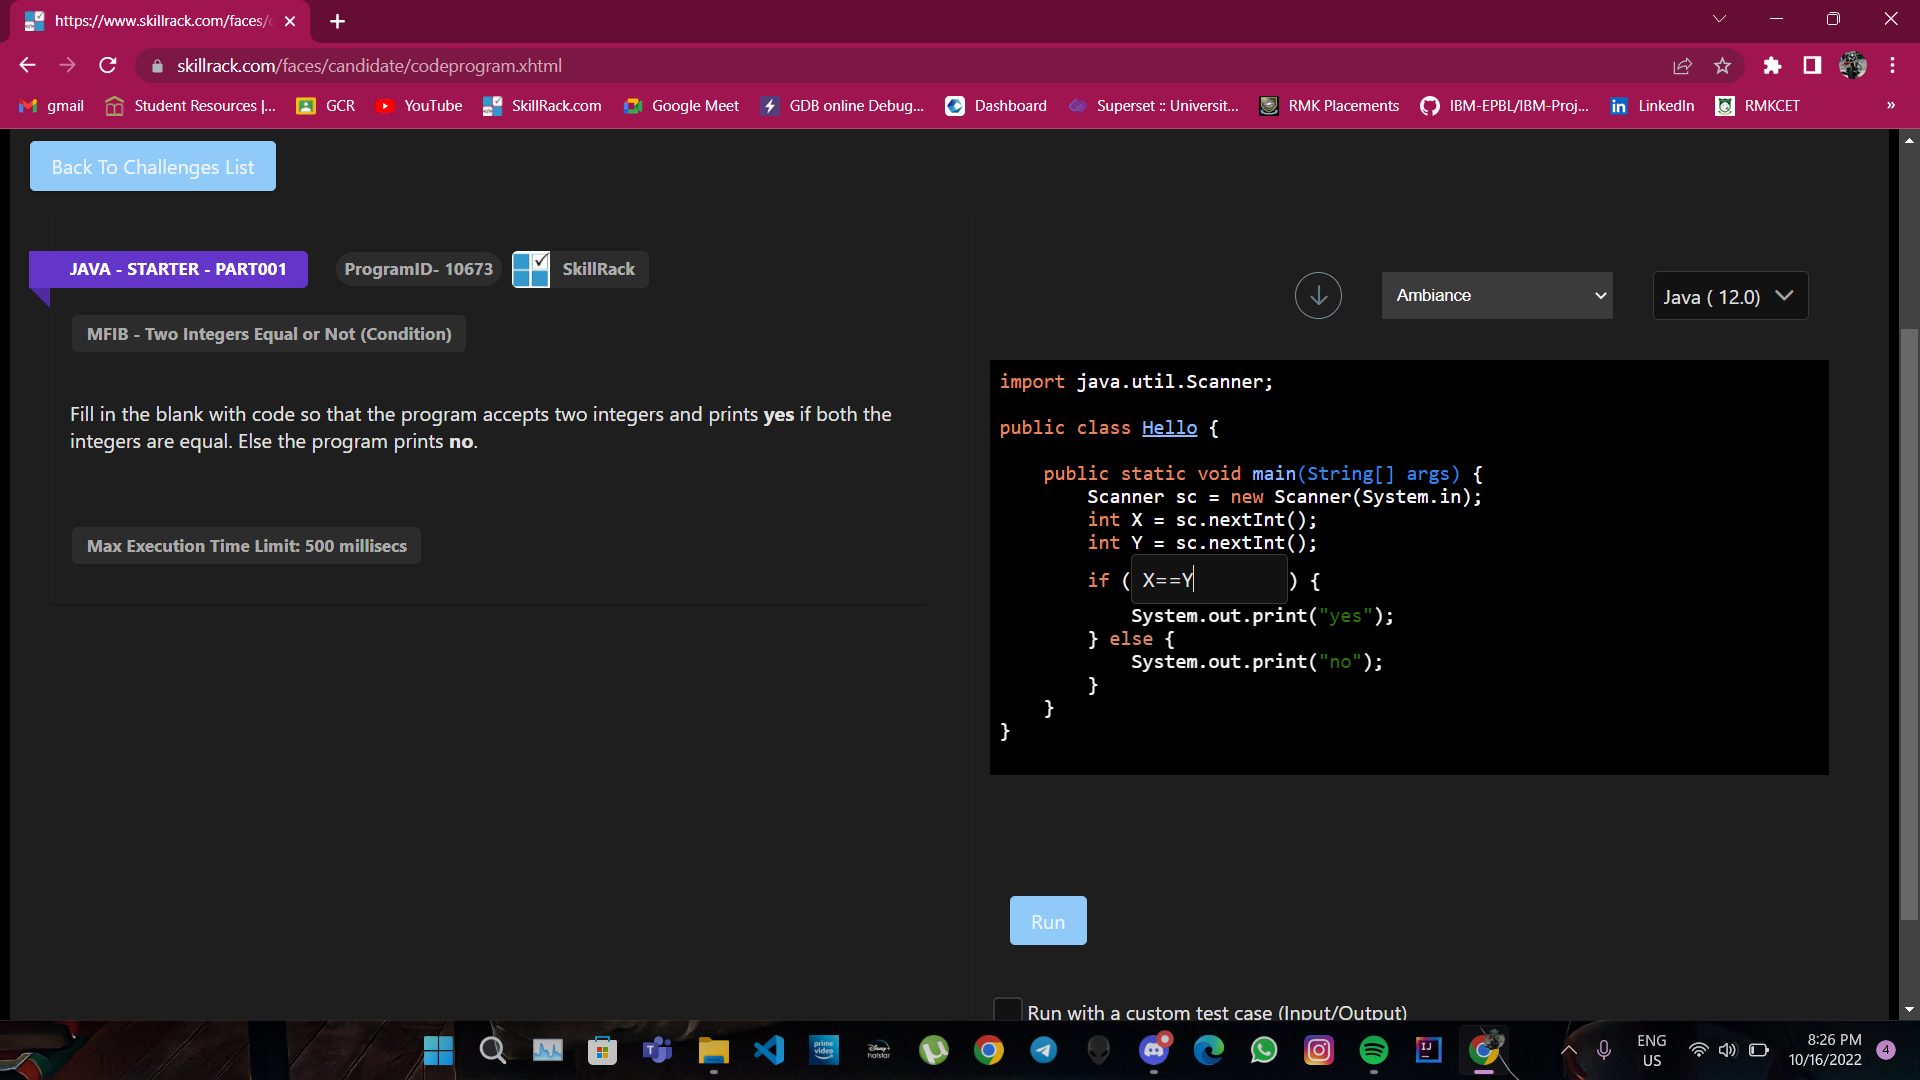 https://www.skillrack.com/faces/c
skillrack.com/faces/candidate/codeprogram.xhtml
gmail
Student Resources |...
GCR
YouTube
SkillRack.com
Google Meet
GDB online Debug...
Dashboard
Superset :: Universit...
RMK Placements
IBM-EPBL/IBM-Proj...
LinkedIn
RMKCET
»
Back To Challenges List
JAVA - STARTER - PART001
ProgramID- 10673
SkillRack
MFIB - Two Integers Equal or Not (Condition)
Fill in the blank with code so that the program accepts two integers and prints yes if both the
integers are equal. Else the program prints no.
Max Execution Time Limit: 500 millisecs
Ambiance
Java ( 12.0)
import java.util.Scanner;
public class Hello {
public static void main(String[] args) {
Scanner sc = new Scanner(System.in);
int X = sc.nextInt();
int Y = sc.nextInt();
if ( X==Y ) {
System.out.print("yes");
} else {
System.out.print("no");
}
}
}
Run
Run with a custom test case (Input/Output)
prime video
Disney+ hotstar
IJ
ENG
US
8:26 PM
10/16/2022
4